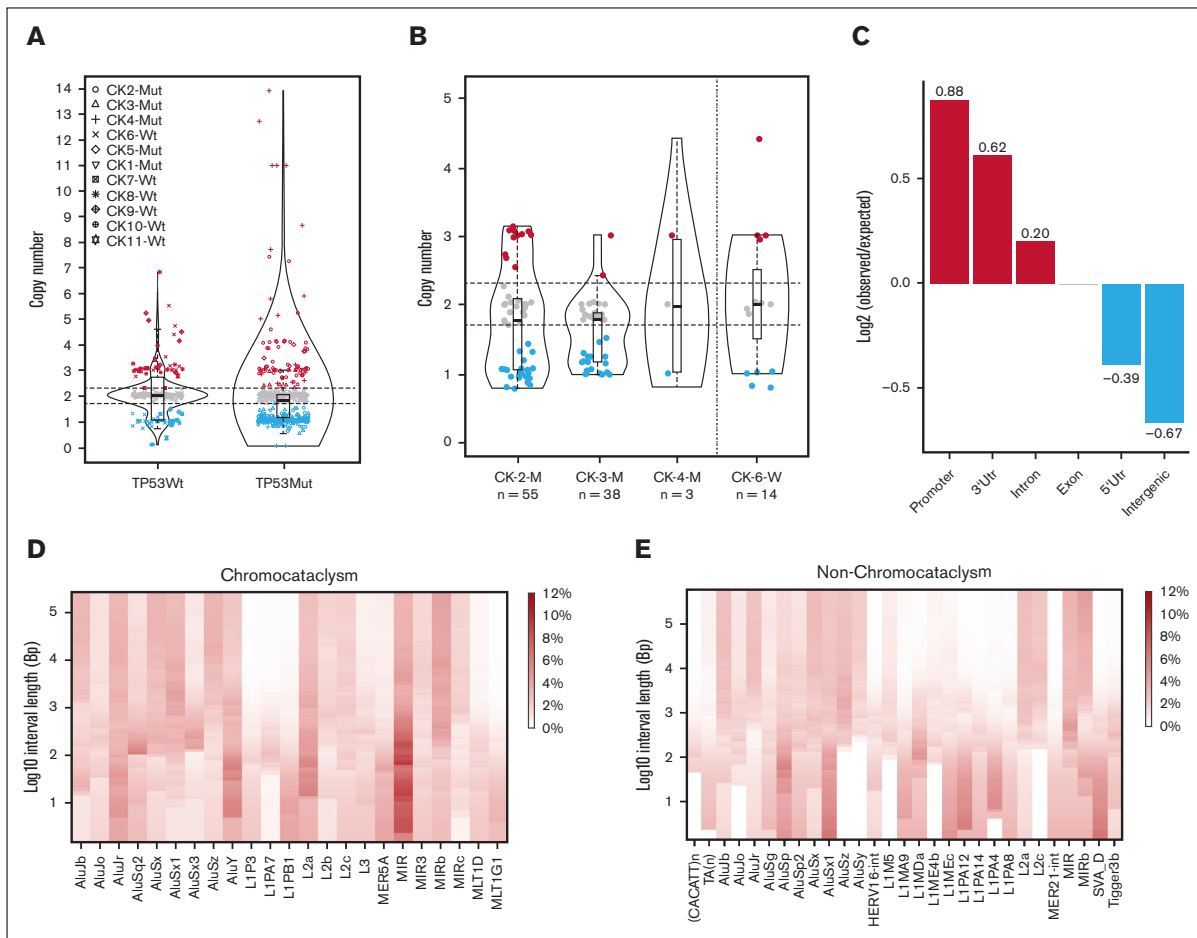 A
14
13
12
11
10
9
8
7
6
5
4
3
2
1
0
Copy number
CK2-Mut
CK3-Mut
CK4-Mut
CK6-Wt
CK5-Mut
CK1-Mut
CK7-Wt
CK8-Wt
CK9-Wt
CK10-Wt
CK11-Wt
TP53Wt TP53Mut
B
5
4
3
2
1
0
Copy number
CK-2-M CK-3-M CK-4-M CK-6-W
n = 55 n = 38 n = 3 n = 14
C
Log2 (observed/expected)
0.5
0.0
−0.5
0.88
0.62
0.20
−0.39
−0.67
Promoter 3'Utr Intron Exon 5'Utr Intergenic
D
Chromocataclysm
Log10 interval length (Bp)
5
4
3
2
1
12%
10%
8%
6%
4%
2%
0%
AluJb AluJo AluJr AluSq2 AluSx AluSx1 AluSx3 AluSz AluY L1P3 L1PA7 L1PB1 L2a L2b L2c L3 MER5A MIR MIR3 MIRb MIRc MLT1D MLT1G1
E
Non-Chromocataclysm
Log10 interval length (Bp)
5
4
3
2
1
12%
10%
8%
6%
4%
2%
0%
(CACATT)n TA(n) AluJb AluJo AluJr AluSg AluSp AluSp2 AluSx AluSx1 AluSz AluSy HERV16-int L1M5 L1MA9 L1MDa L1ME4b L1MEc L1PA12 L1PA14 L1PA4 L1PA8 L2a L2c MER21-int MIR MIRb SVA_D Tigger3b